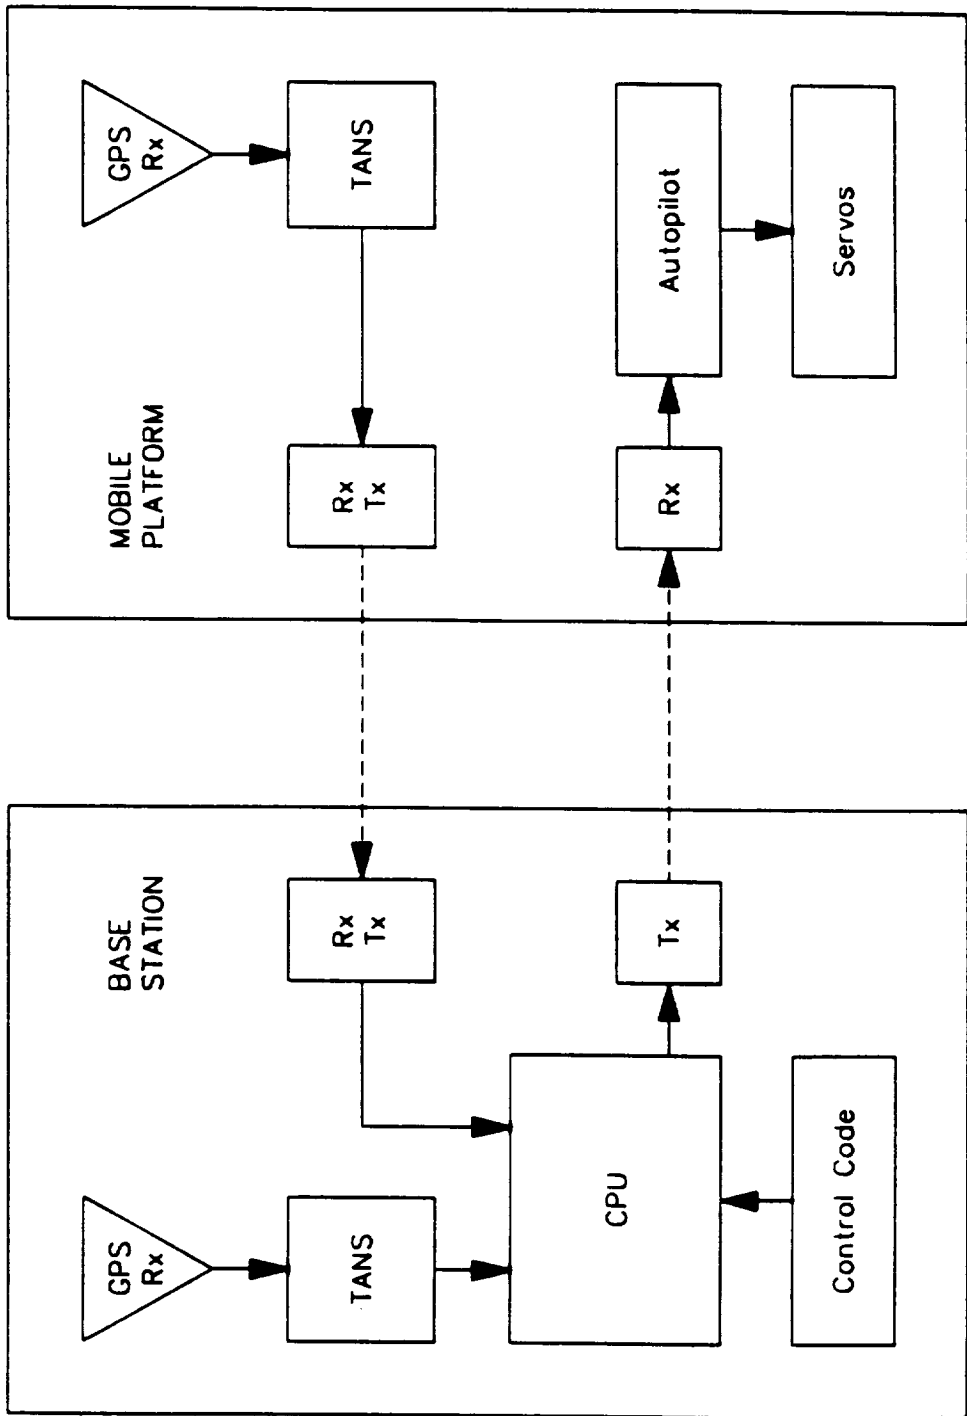 BASE
STATION
GPS
Rx
TANS
Rx
Tx
CPU
Tx
Control Code
MOBILE
PLATFORM
GPS
Rx
TANS
Rx
Tx
Rx
Autopilot
Servos